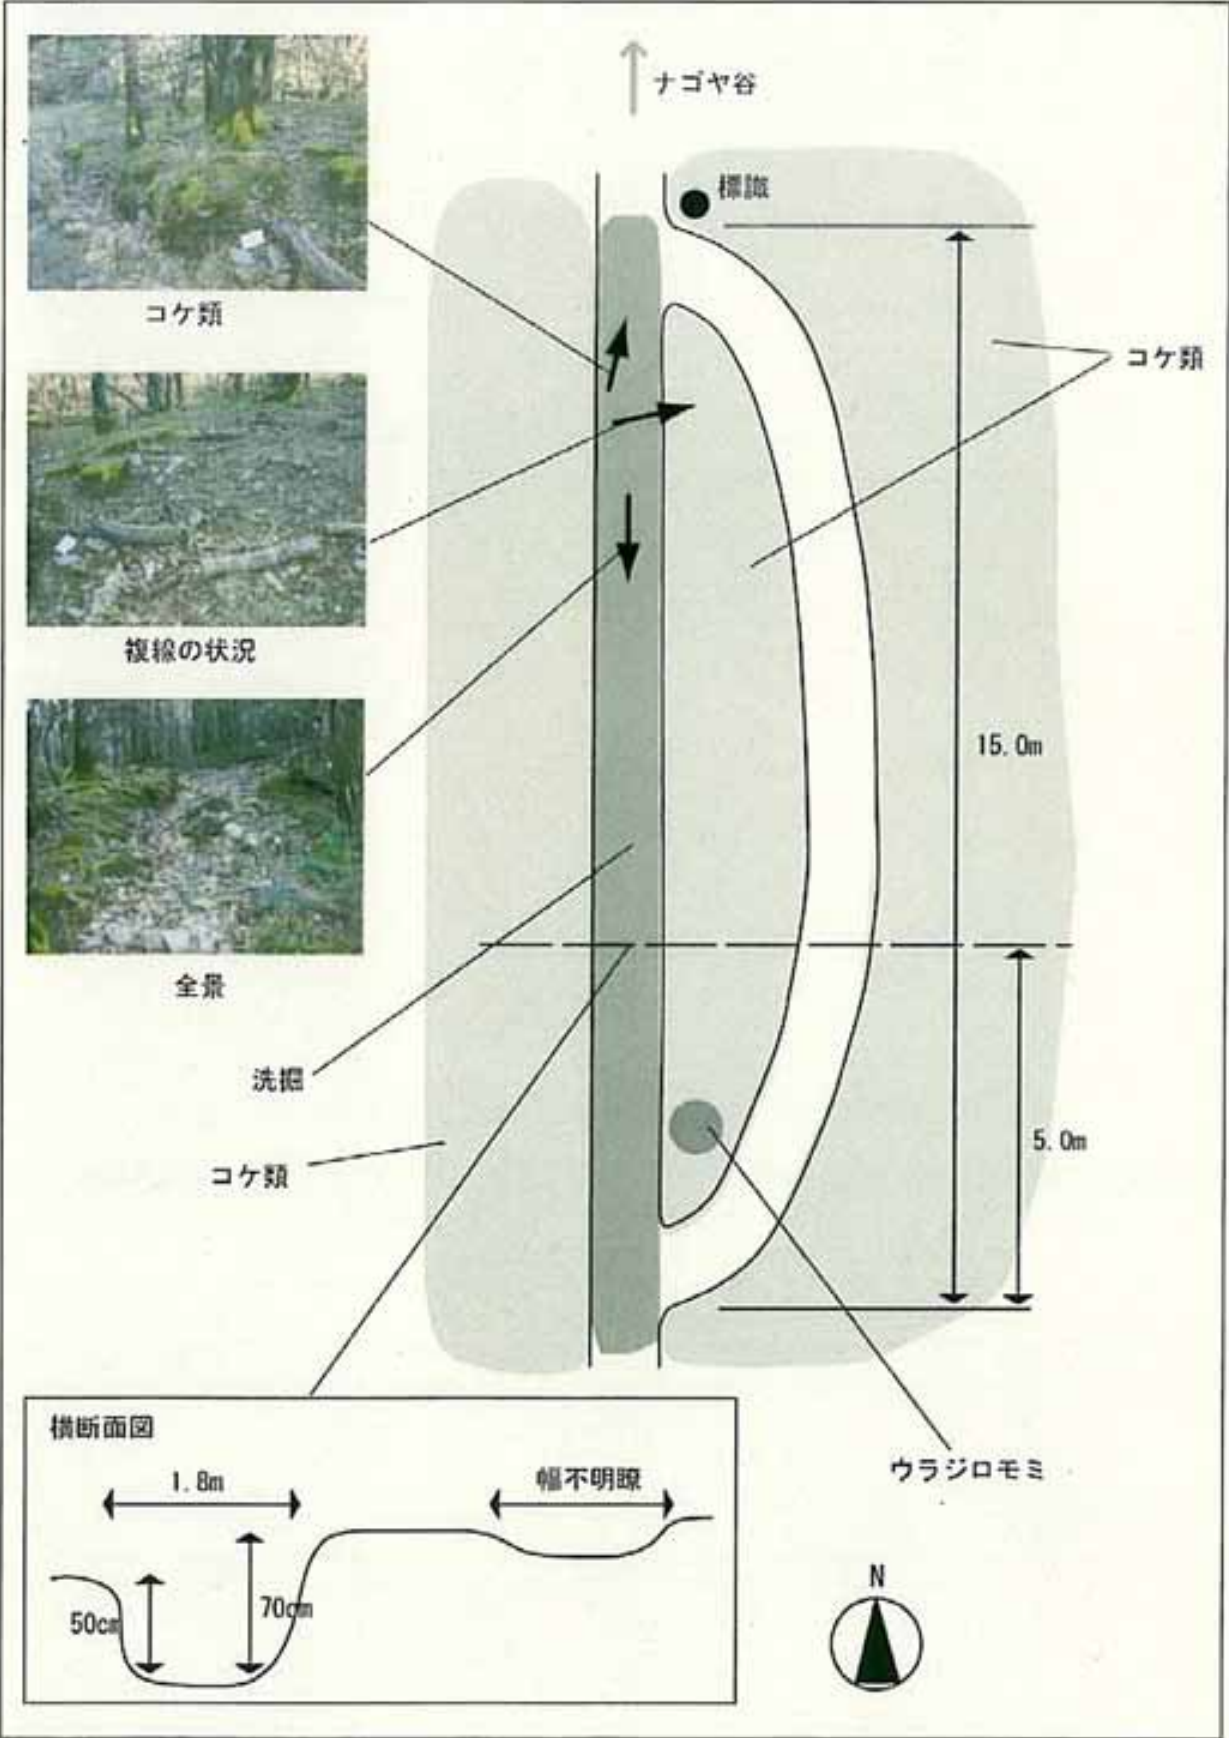 ナゴヤ谷
標識
コケ類
コケ類
複線の状況
15.0m
全景
洗掘
5.0m
コケ類
ウラジロモミ
横断面図
1.8m
幅不明瞭
50cm
70cm
N